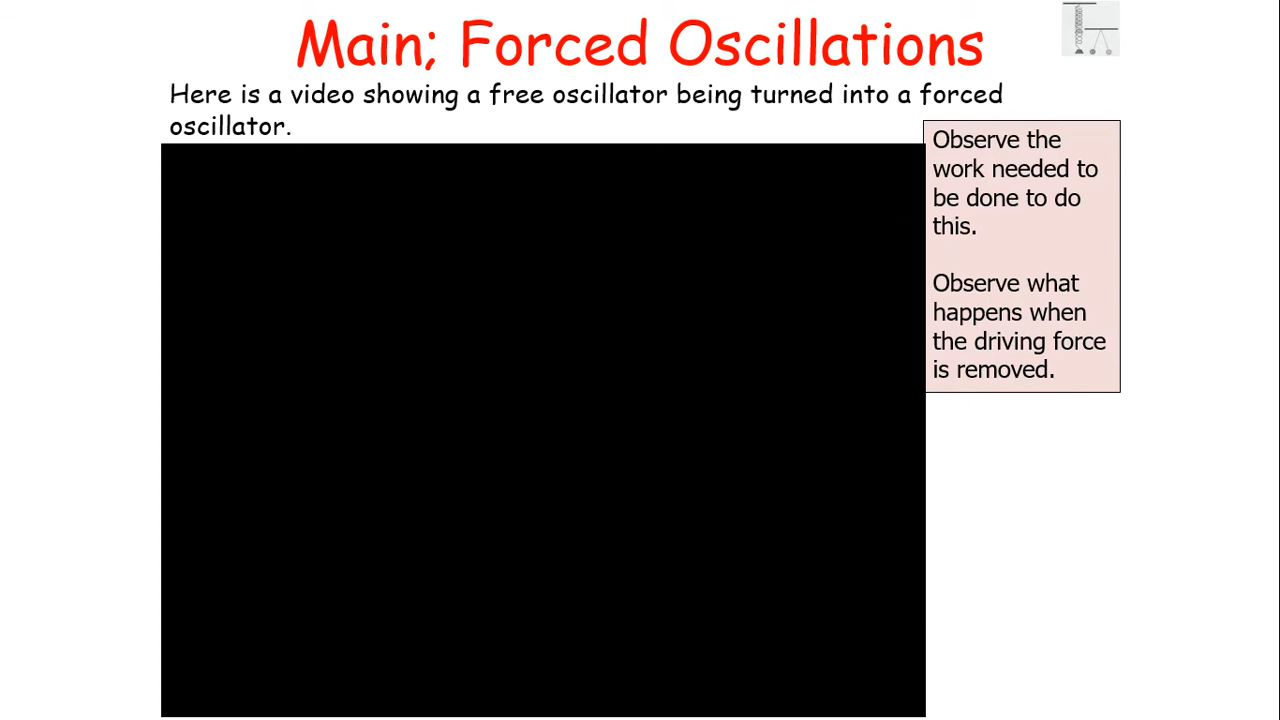 Main; Forced Oscillations
Here is a video showing a free oscillator being turned into a forced
oscillator.
Observe the
work needed to
be done to do
this.
Observe what
happens when
the driving force
is removed.